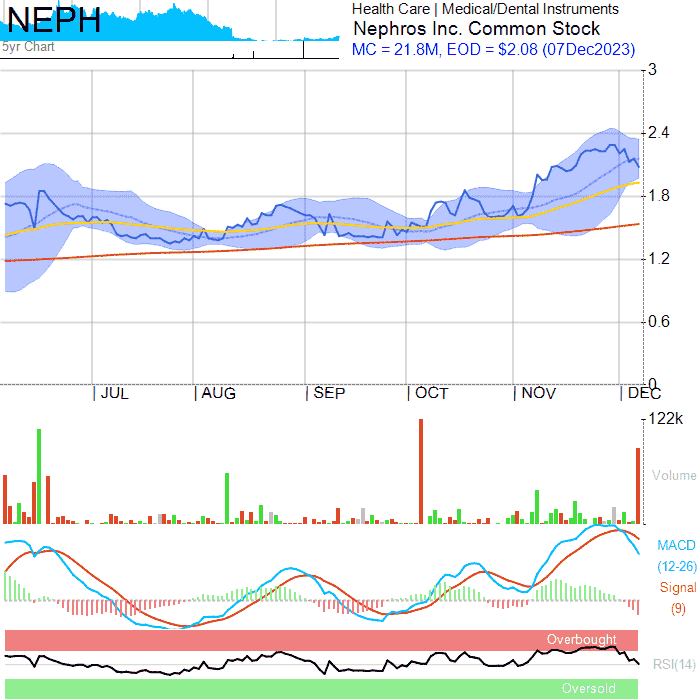 NEPH
5yr Chart
Health Care | Medical/Dental Instruments
Nephros Inc. Common Stock
MC = 21.8M, EOD = $2.08 (07Dec2023)
3
2.4
1.8
1.2
0.6
0
JUL AUG SEP OCT NOV DEC
122k
Volume
MACD
(12-26)
Signal
(9)
Overbought
RSI(14)
Oversold